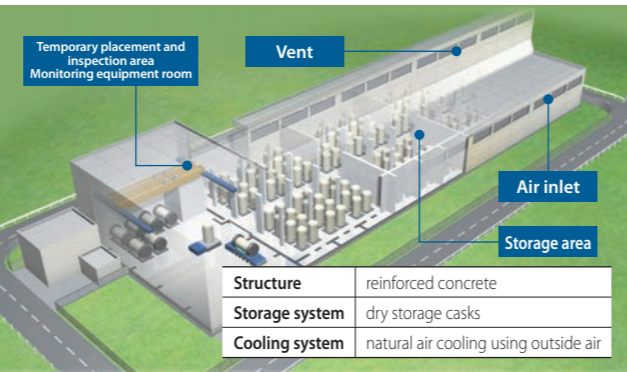 Temporary placement and
inspection area
Monitoring equipment room
Vent
Air inlet
Storage area
Structure reinforced concrete
Storage system dry storage casks
Cooling system natural air cooling using outside air